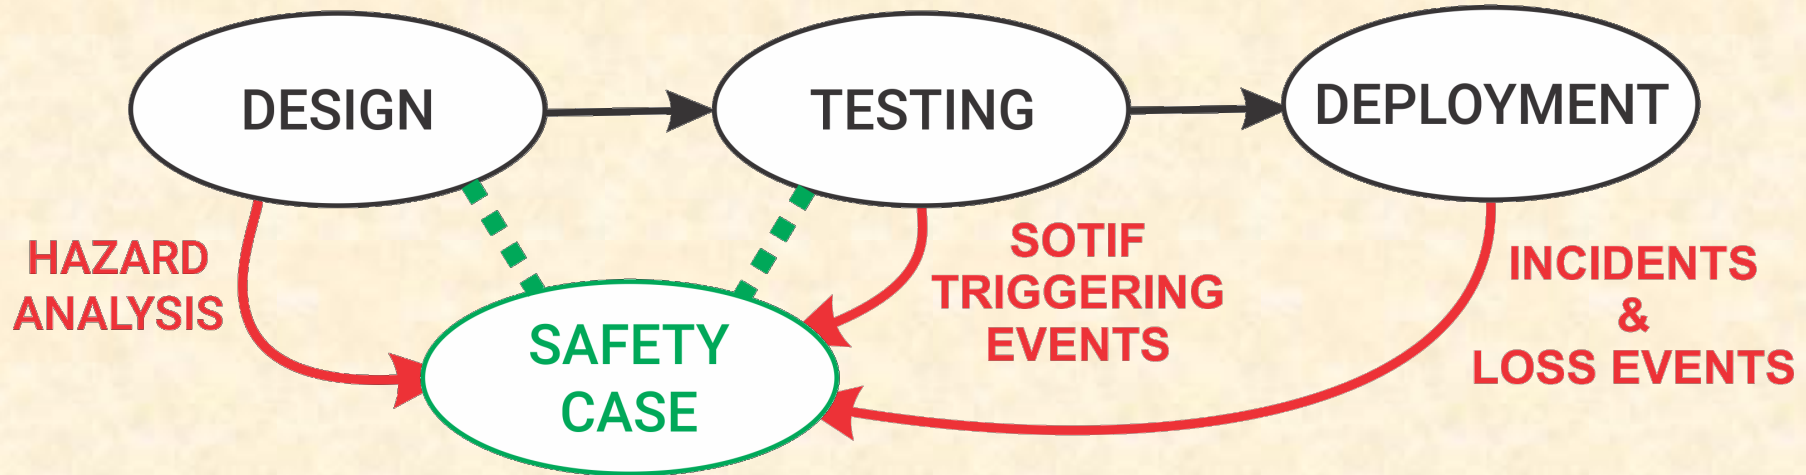 DESIGN
TESTING
DEPLOYMENT
HAZARD
ANALYSIS
SAFETY
CASE
SOTIF
TRIGGERING
EVENTS
INCIDENTS
&
LOSS EVENTS